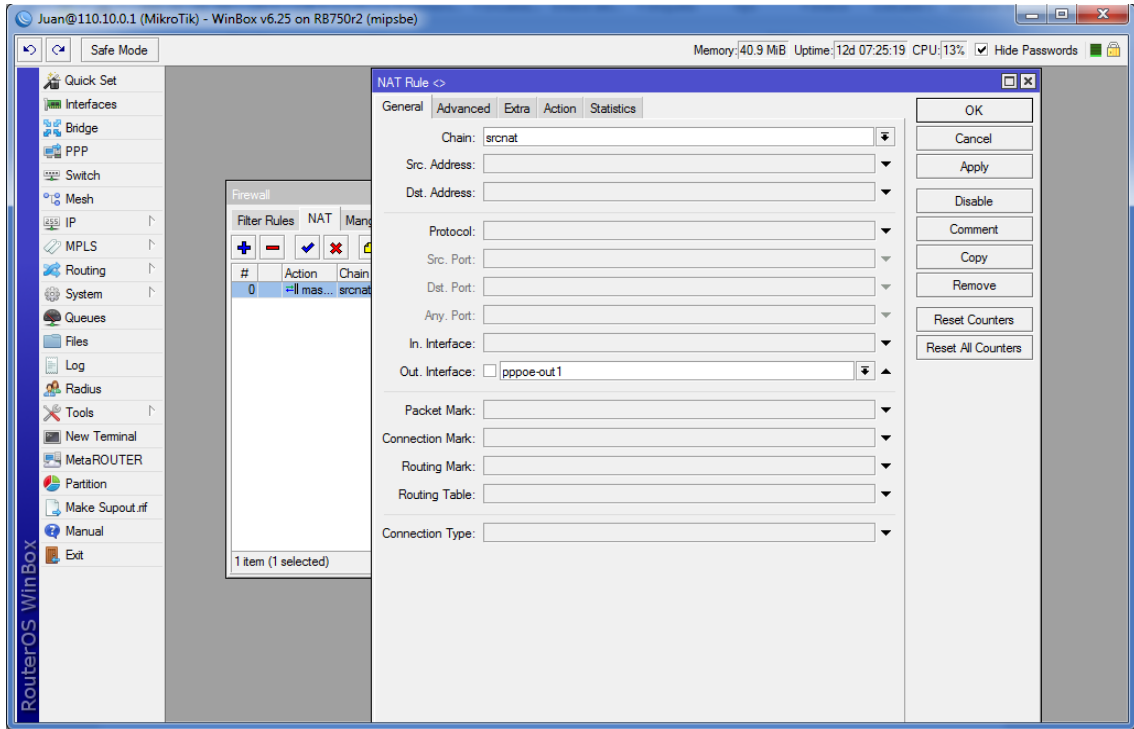 Juan@110.10.0.1 (MikroTik) - WinBox v6.25 on RB750r2 (mipsbe)
Safe Mode
Memory: 40.9 MiB Uptime: 12d 07:25:19 CPU: 13% Hide Passwords
Quick Set
Interfaces
Bridge
PPP
Switch
Mesh
IP
MPLS
Routing
System
Queues
Files
Log
Radius
Tools
New Terminal
MetaROUTER
Partition
Make Supout.rif
Manual
Exit
RouterOS WinBox
Firewall
Filter Rules NAT Mang
# Action Chain
0 mas... srcnat
1 item (1 selected)
NAT Rule <>
General Advanced Extra Action Statistics
Chain: srcnat
Src. Address:
Dst. Address:
Protocol:
Src. Port:
Dst. Port:
Any. Port:
In. Interface:
Out. Interface: pppoe-out1
Packet Mark:
Connection Mark:
Routing Mark:
Routing Table:
Connection Type:
OK
Cancel
Apply
Disable
Comment
Copy
Remove
Reset Counters
Reset All Counters